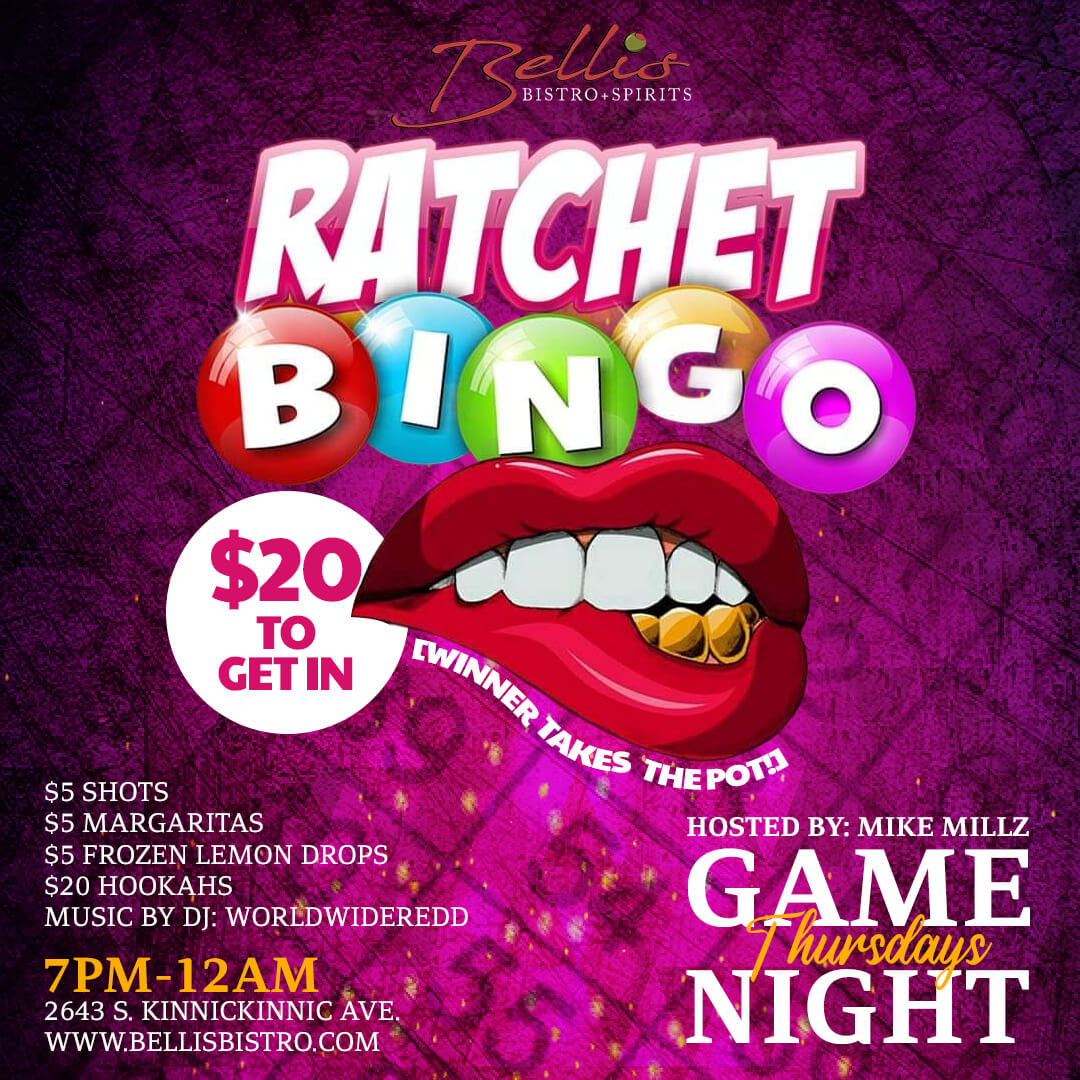 Bellis
BISTRO+SPIRITS
RATCHET
BINGO
$20
TO
GET IN
[WINNER TAKES THE POT!]
$5 SHOTS
$5 MARGARITAS
$5 FROZEN LEMON DROPS
$20 HOOKAHS
MUSIC BY DJ: WORLDWIDEREDD
7PM-12AM
2643 S. KINNICKINNIC AVE.
WWW.BELLISBISTRO.COM
HOSTED BY: MIKE MILLZ
GAME
Thursdays
NIGHT